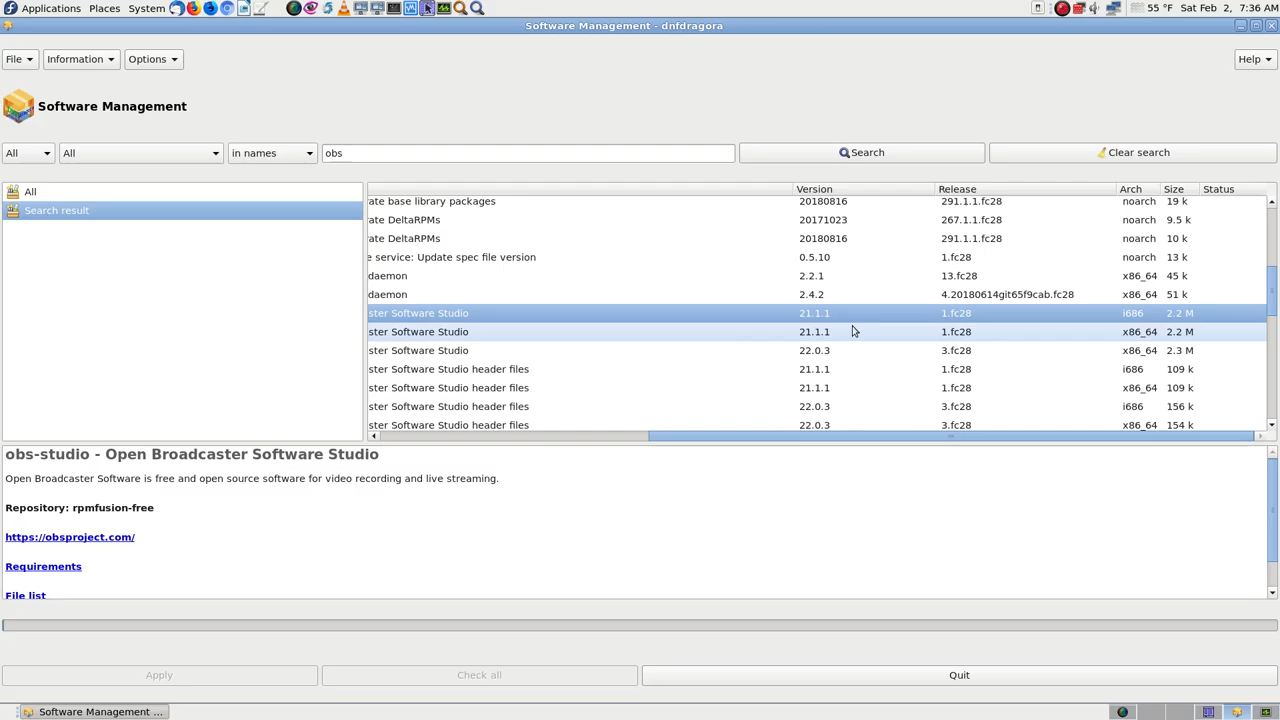 Applications Places System 55 °F Sat Feb 2, 7:36 AM
Software Management - dnfdragora
File Information Options Help
Software Management
All All in names obs Search Clear search
All
Search result
Version Release Arch Size Status
rate base library packages 20180816 291.1.1.fc28 noarch 19 k
rate DeltaRPMs 20171023 267.1.1.fc28 noarch 9.5 k
rate DeltaRPMs 20180816 291.1.1.fc28 noarch 10 k
e service: Update spec file version 0.5.10 1.fc28 noarch 13 k
daemon 2.2.1 13.fc28 x86_64 45 k
daemon 2.4.2 4.20180614git65f9cab.fc28 x86_64 51 k
ster Software Studio 21.1.1 1.fc28 i686 2.2 M
ster Software Studio 21.1.1 1.fc28 x86_64 2.2 M
ster Software Studio 22.0.3 3.fc28 x86_64 2.3 M
ster Software Studio header files 21.1.1 1.fc28 i686 109 k
ster Software Studio header files 21.1.1 1.fc28 x86_64 109 k
ster Software Studio header files 22.0.3 3.fc28 i686 156 k
ster Software Studio header files 22.0.3 3.fc28 x86_64 154 k
obs-studio - Open Broadcaster Software Studio
Open Broadcaster Software is free and open source software for video recording and live streaming.
Repository: rpmfusion-free
https://obsproject.com/
Requirements
File list
Apply Check all Quit
Software Management ...